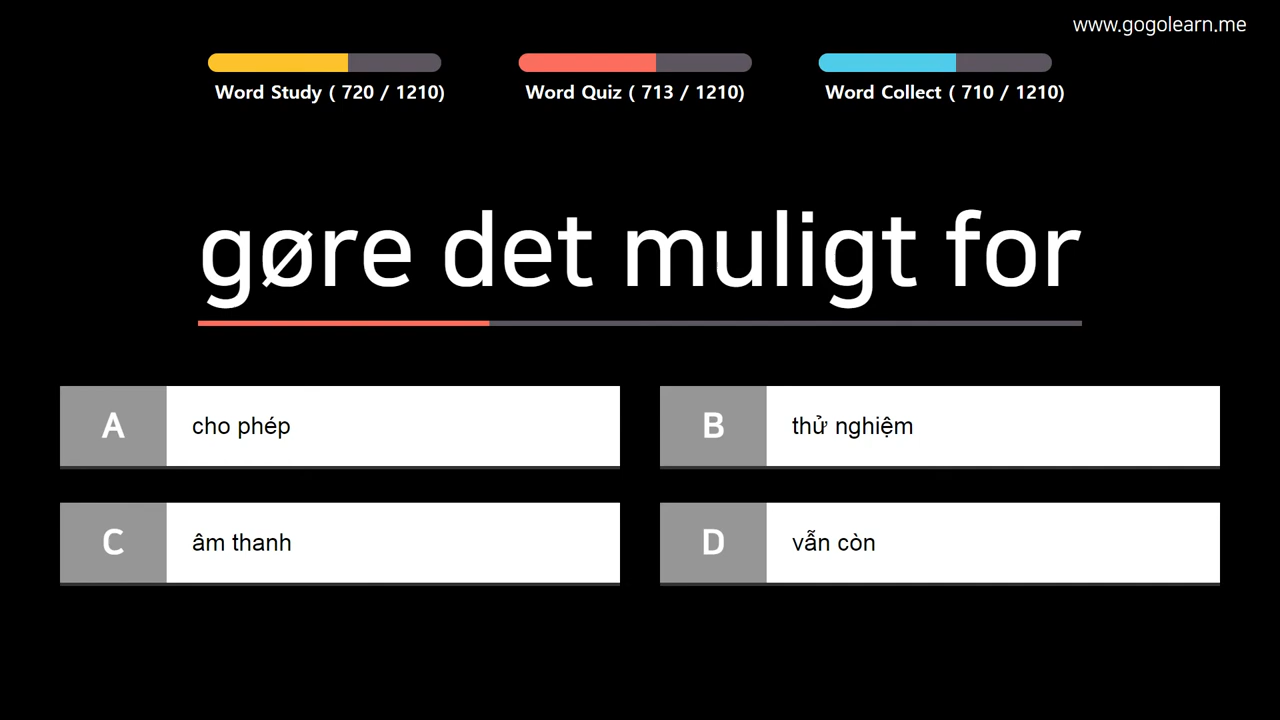 www.gogolearn.me
Word Study ( 720 / 1210)
Word Quiz ( 713 / 1210)
Word Collect ( 710 / 1210)
gøre det muligt for
A
cho phép
B
thử nghiệm
C
âm thanh
D
vẫn còn